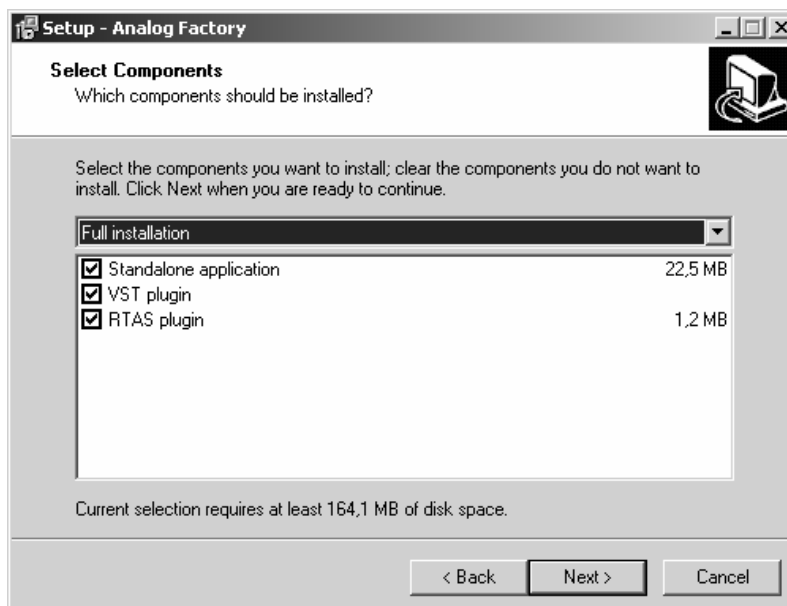 Setup - Analog Factory
Select Components
Which components should be installed?
Select the components you want to install; clear the components you do not want to
install. Click Next when you are ready to continue.
Full installation
Standalone application 22,5 MB
VST plugin
RTAS plugin 1,2 MB
Current selection requires at least 164,1 MB of disk space.
< Back Next > Cancel